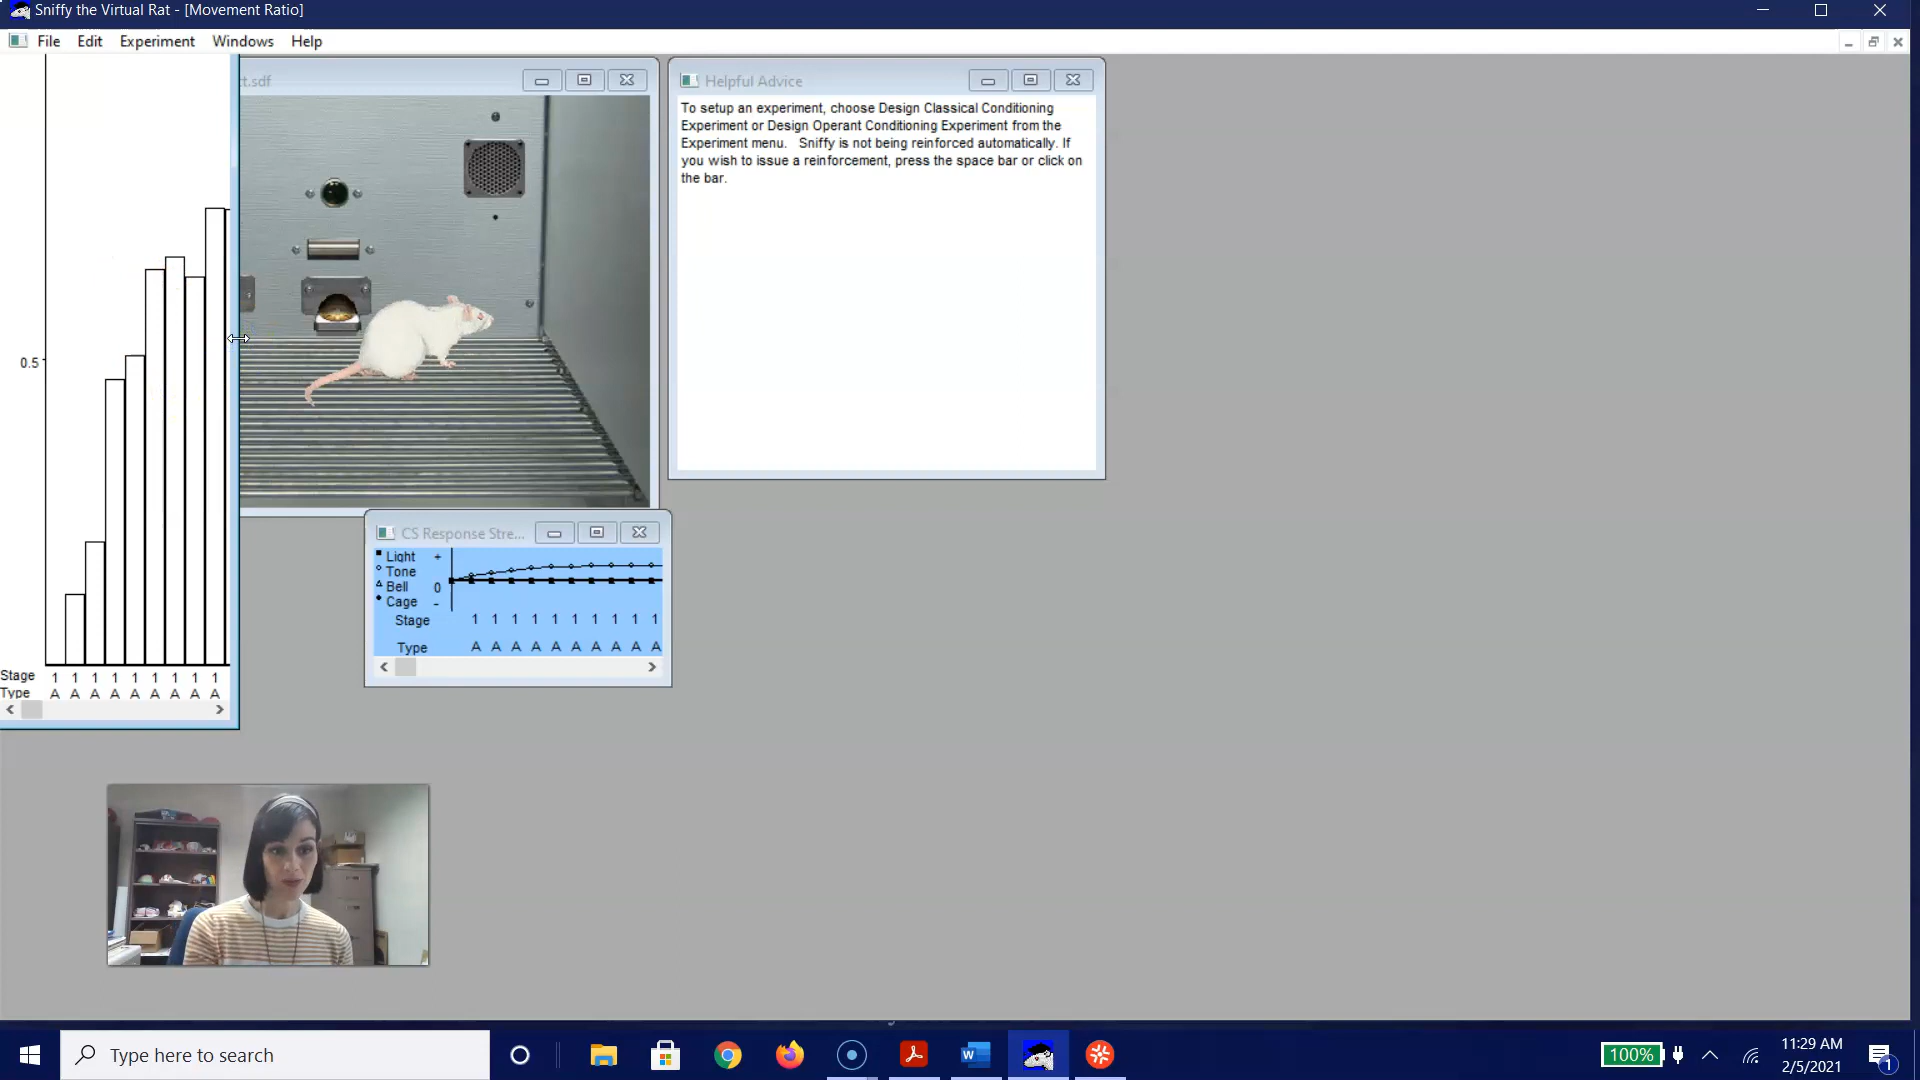 Sniffy the Virtual Rat - [Movement Ratio]
File Edit Experiment Windows Help
ct.sdf
Helpful Advice
To setup an experiment, choose Design Classical Conditioning
Experiment or Design Operant Conditioning Experiment from the
Experiment menu. Sniffy is not being reinforced automatically. If
you wish to issue a reinforcement, press the space bar or click on
the bar.
0.5
Stage 1 1 1 1 1 1 1 1 1
Type A A A A A A A A A
CS Response Stre...
Light +
Tone
Bell 0
Cage -
Stage 1 1 1 1 1 1 1 1 1 1
Type A A A A A A A A A A
Type here to search
100%
11:29 AM
2/5/2021
1